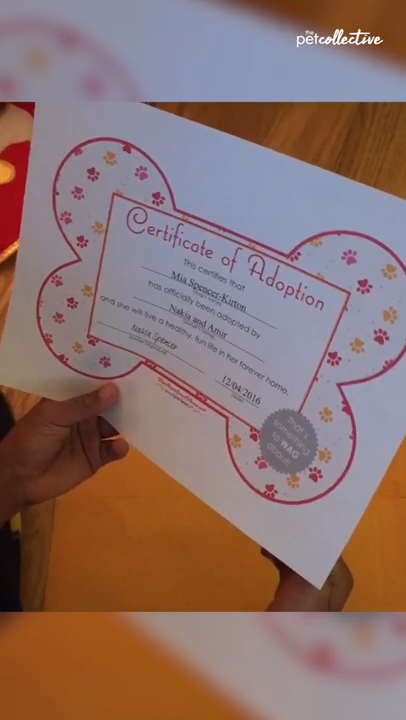 the
petcollective
Certificate of Adoption
This certifies that
Mia Spencer-Kirton
has officially been adopted by
Nakia and Amir
and she will live a healthy, fun life in her forever home.
Nakia Spencer
12/04/2016
That's
something
to WAG
about!